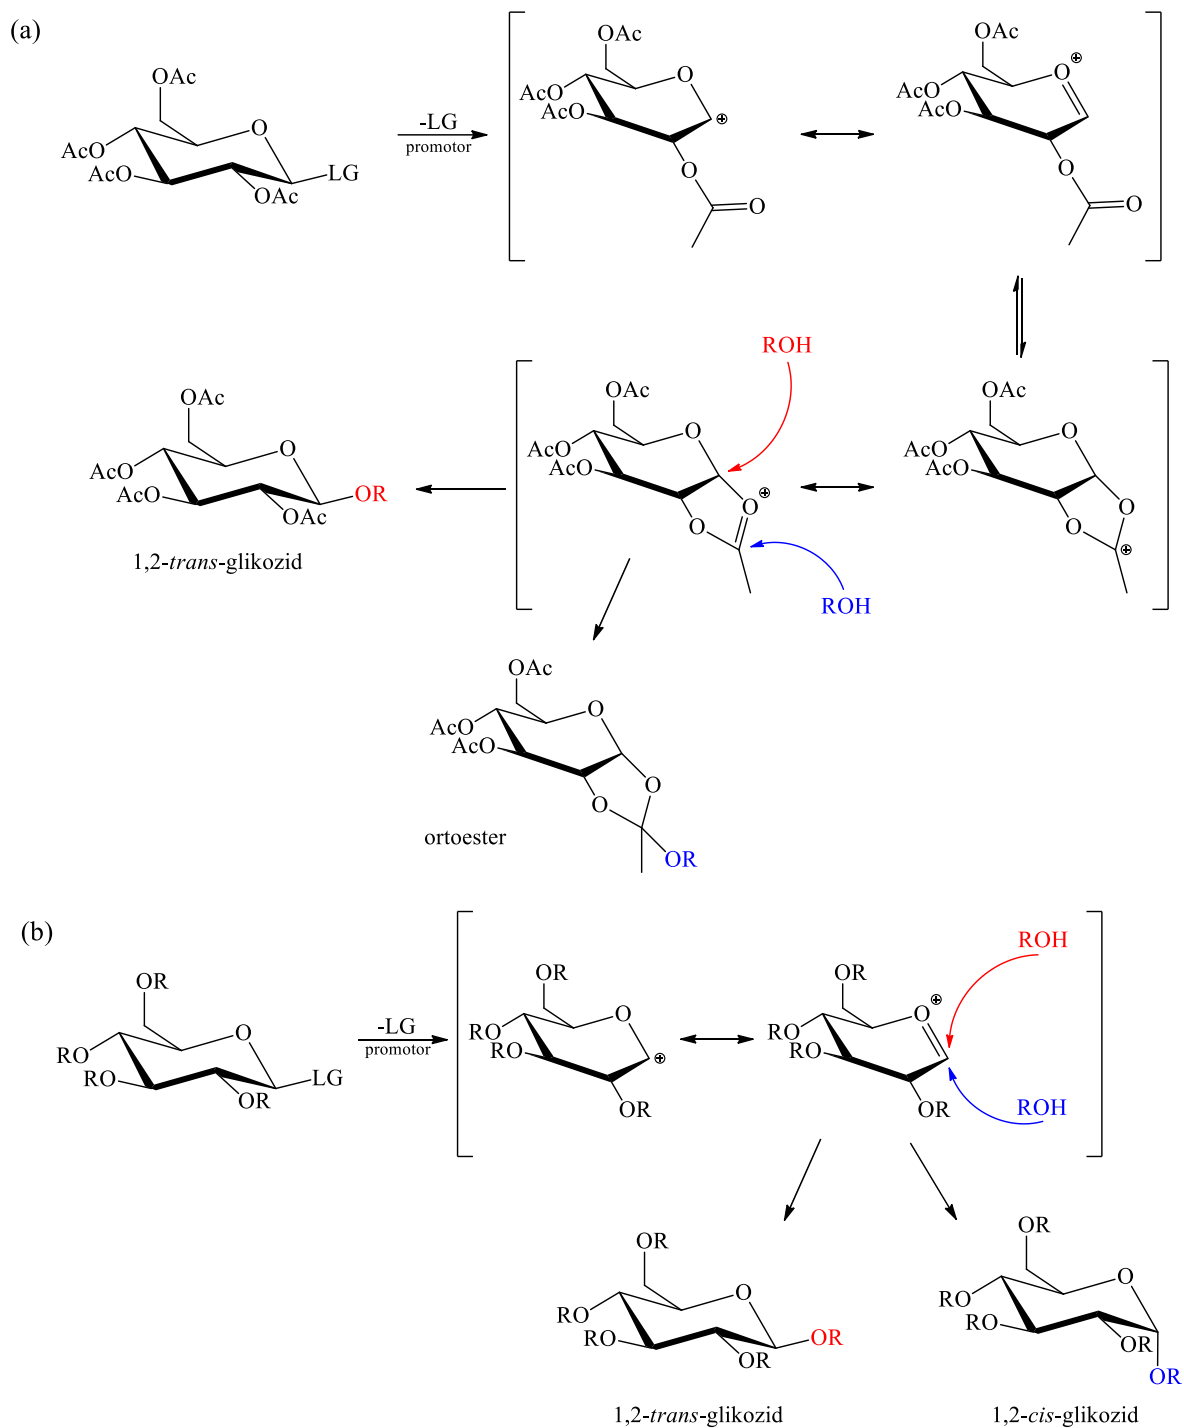 (a)
OAc
O
AcO
AcO
OAc
LG
-LG
promotor
OAc
O
AcO
AcO
⊕
O
O
OAc
O
⊕
AcO
AcO
O
O
ROH
OAc
O
AcO
AcO
OAc
OR
1,2-trans-glikozid
OAc
O
AcO
AcO
O
⊕
O
ROH
OAc
O
AcO
AcO
O
O
⊕
OAc
O
AcO
AcO
O
O
OR
ortoester
(b)
OR
O
RO
RO
OR
LG
-LG
promotor
OR
O
RO
RO
⊕
OR
OR
O
⊕
RO
RO
OR
ROH
ROH
OR
O
RO
RO
OR
OR
1,2-trans-glikozid
OR
O
RO
RO
OR
OR
1,2-cis-glikozid